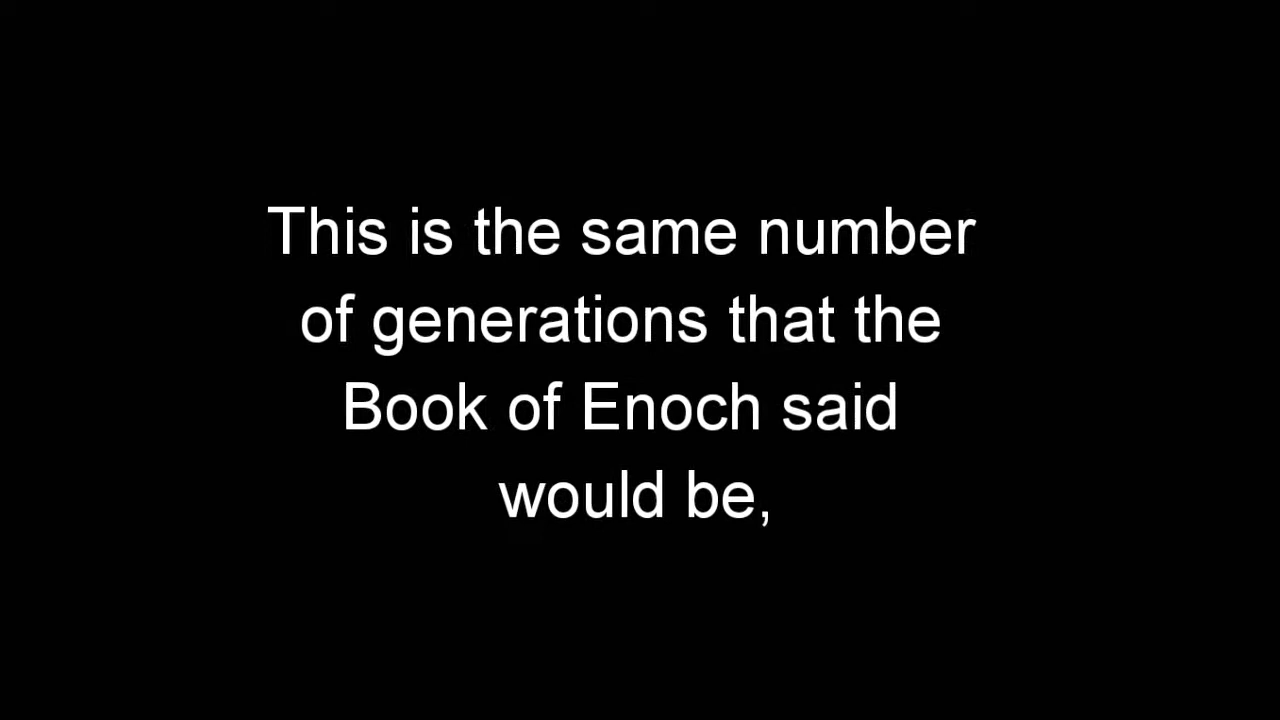 This is the same number
of generations that the
Book of Enoch said
would be,